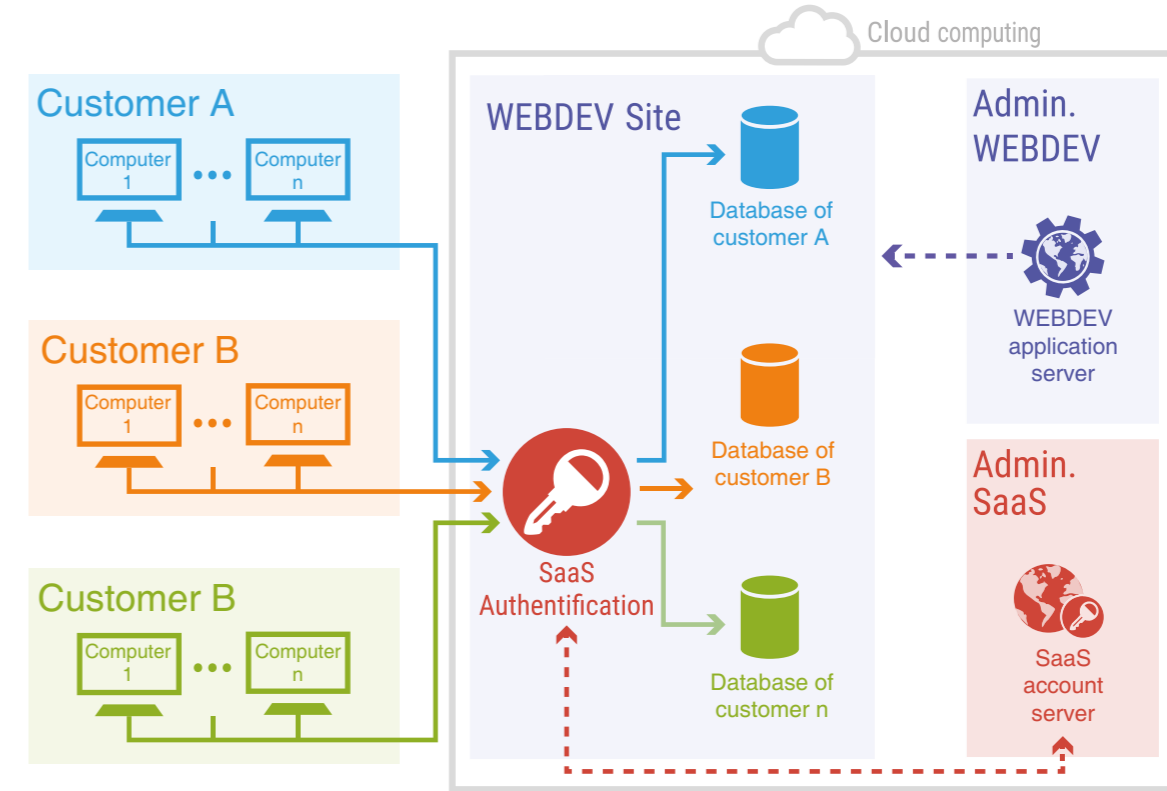 Cloud computing
Customer A
Computer
1
Computer
n
Customer B
Computer
1
Computer
n
Customer B
Computer
1
Computer
n
WEBDEV Site
Database of
customer A
Database of
customer B
SaaS
Authentification
Database of
customer n
Admin.
WEBDEV
WEBDEV
application
server
Admin.
SaaS
SaaS
account
server